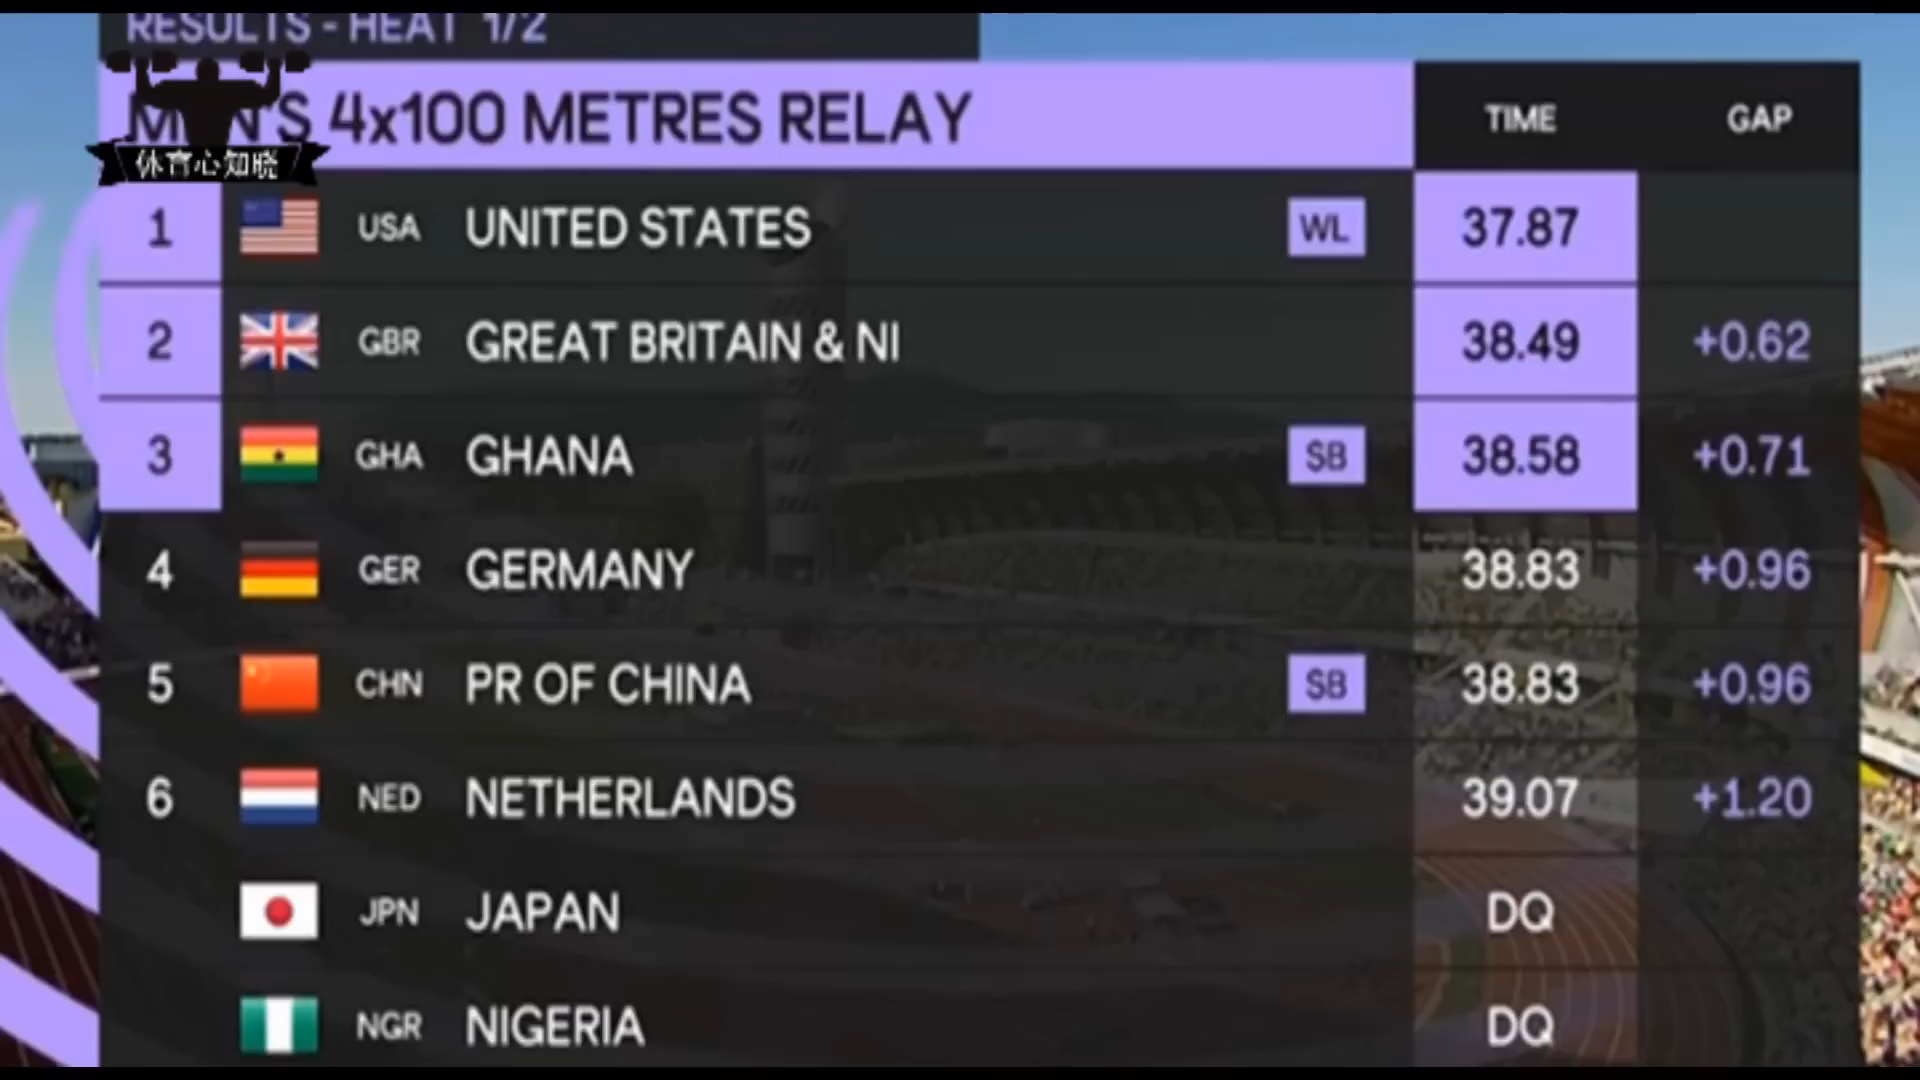 RESULTS - HEAT 1/2
MEN'S 4x100 METRES RELAY TIME GAP
体育心知晓
1 USA UNITED STATES WL 37.87
2 GBR GREAT BRITAIN & NI 38.49 +0.62
3 GHA GHANA SB 38.58 +0.71
4 GER GERMANY 38.83 +0.96
5 CHN PR OF CHINA SB 38.83 +0.96
6 NED NETHERLANDS 39.07 +1.20
JPN JAPAN DQ
NGR NIGERIA DQ